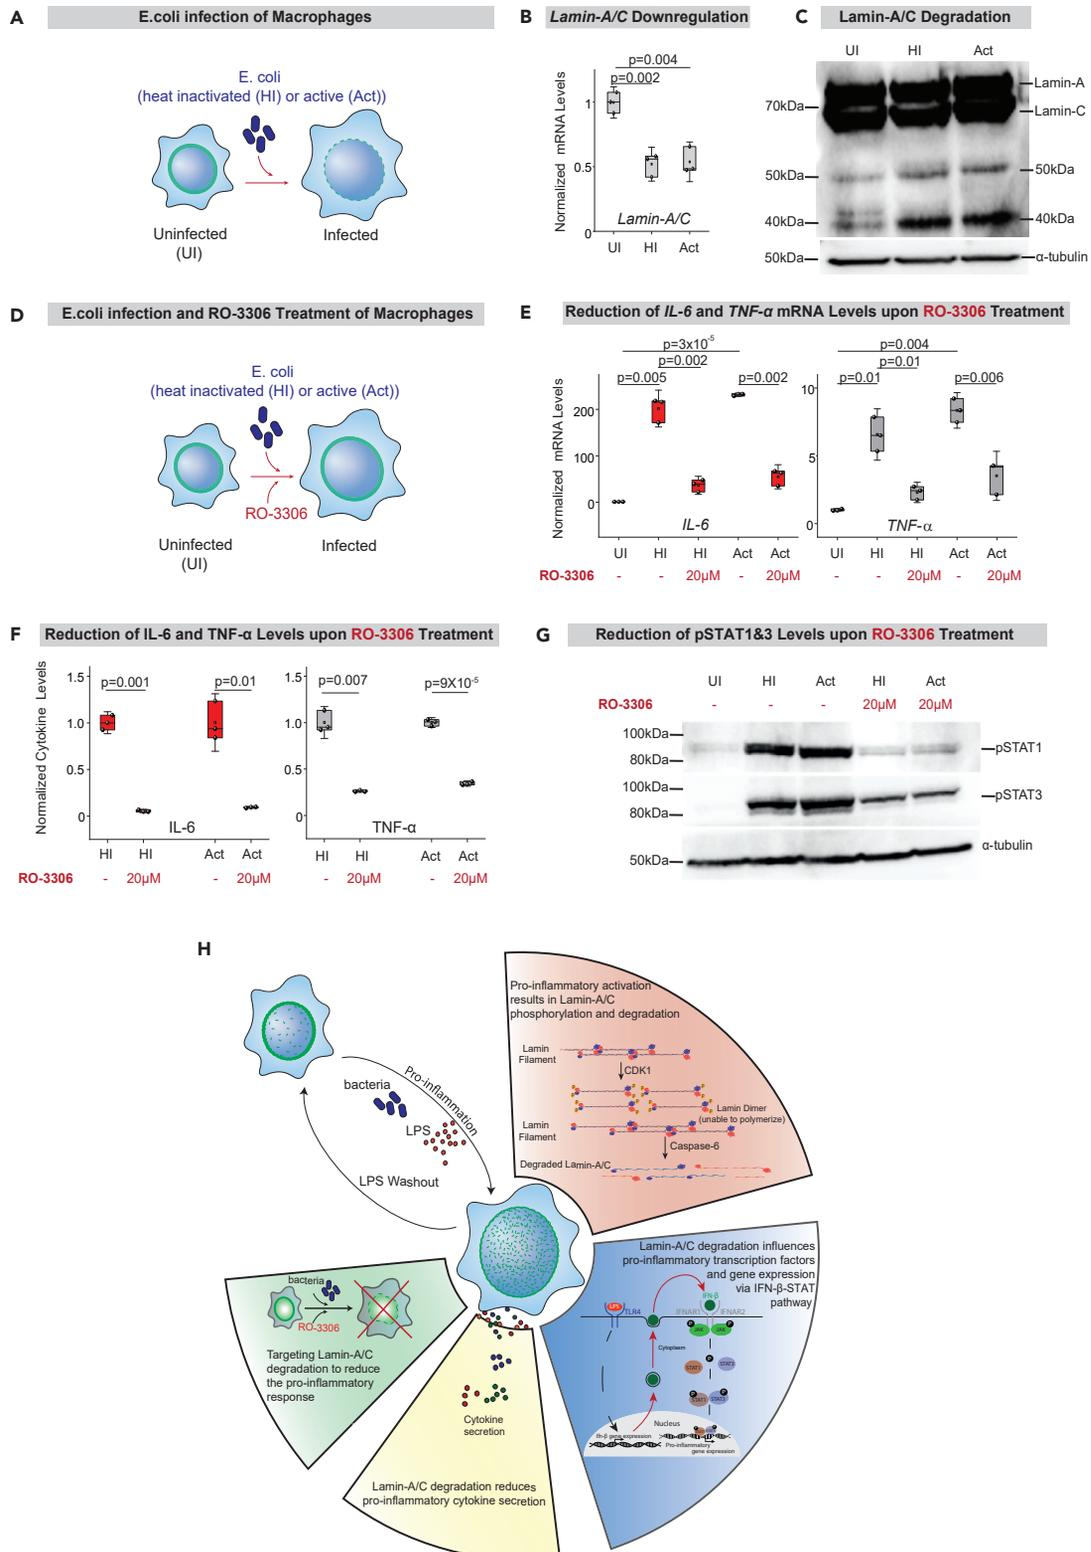 A
E.coli infection of Macrophages
E. coli
(heat inactivated (HI) or active (Act))
Uninfected
(UI)
Infected
B
Lamin-A/C Downregulation
Normalized mRNA Levels
p=0.004
p=0.002
1
0.5
0
Lamin-A/C
UI HI Act
C
Lamin-A/C Degradation
UI HI Act
70kDa
50kDa
40kDa
50kDa
Lamin-A
Lamin-C
50kDa
40kDa
α-tubulin
D
E.coli infection and RO-3306 Treatment of Macrophages
E. coli
(heat inactivated (HI) or active (Act))
RO-3306
Uninfected
(UI)
Infected
E
Reduction of IL-6 and TNF-α mRNA Levels upon RO-3306 Treatment
Normalized mRNA Levels
p=3x10-5
p=0.002
p=0.005
p=0.002
200
100
0
IL-6
UI HI HI Act Act
p=0.004
p=0.01
p=0.01
p=0.006
10
5
0
TNF-α
UI HI HI Act Act
RO-3306 - - 20µM - 20µM - - 20µM - 20µM
F
Reduction of IL-6 and TNF-α Levels upon RO-3306 Treatment
Normalized Cytokine Levels
1.5
1.0
0.5
0
p=0.001
p=0.01
IL-6
HI HI Act Act
1.5
1.0
0.5
0
p=0.007
p=9X10-5
TNF-α
HI HI Act Act
RO-3306 - 20µM - 20µM - 20µM - 20µM
G
Reduction of pSTAT1&3 Levels upon RO-3306 Treatment
UI HI Act HI Act
RO-3306 - - - 20µM 20µM
100kDa
80kDa
pSTAT1
100kDa
80kDa
pSTAT3
50kDa
α-tubulin
H
bacteria
LPS
Pro-inflammation
LPS Washout
Pro-inflammatory activation
results in Lamin-A/C
phosphorylation and degradation
Lamin
Filament
CDK1
Lamin Dimer
(unable to polymerize)
Lamin
Filament
Caspase-6
Degraded Lamin-A/C
Lamin-A/C degradation influences
pro-inflammatory transcription factors
and gene expression
via IFN-β-STAT
pathway
LPS
TLR4
IFN-β
IFNAR1
IFNAR2
JAK JAK
P P
Cytoplasm
P
STAT1 STAT3
P P
STAT1 STAT3
Nucleus
Ifn-β gene expression
Pro-inflammatory
gene expression
Cytokine
secretion
Lamin-A/C degradation reduces
pro-inflammatory cytokine secretion
bacteria
RO-3306
Targeting Lamin-A/C
degradation to reduce
the pro-inflammatory
response